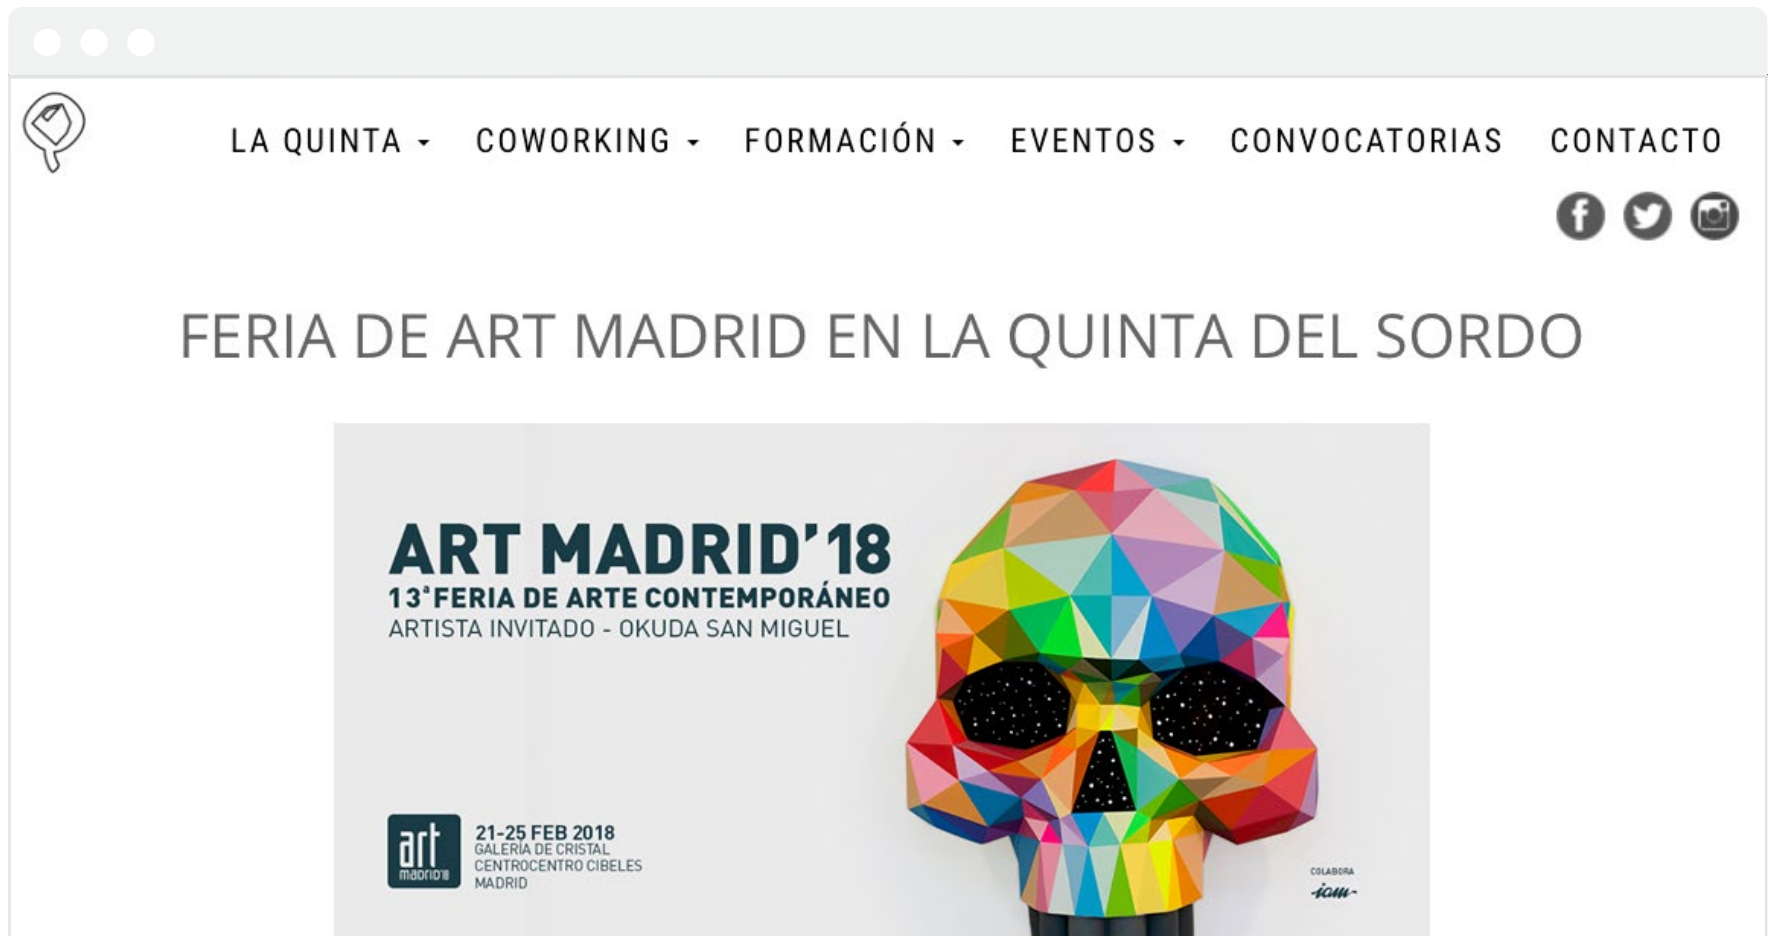 LA QUINTA COWORKING FORMACIÓN EVENTOS CONVOCATORIAS CONTACTO
FERIA DE ART MADRID EN LA QUINTA DEL SORDO
ART MADRID'18
13ªFERIA DE ARTE CONTEMPORÁNEO
ARTISTA INVITADO - OKUDA SAN MIGUEL
art
madrid'18
21-25 FEB 2018
GALERÍA DE CRISTAL
CENTROCENTRO CIBELES
MADRID
COLABORA
iam